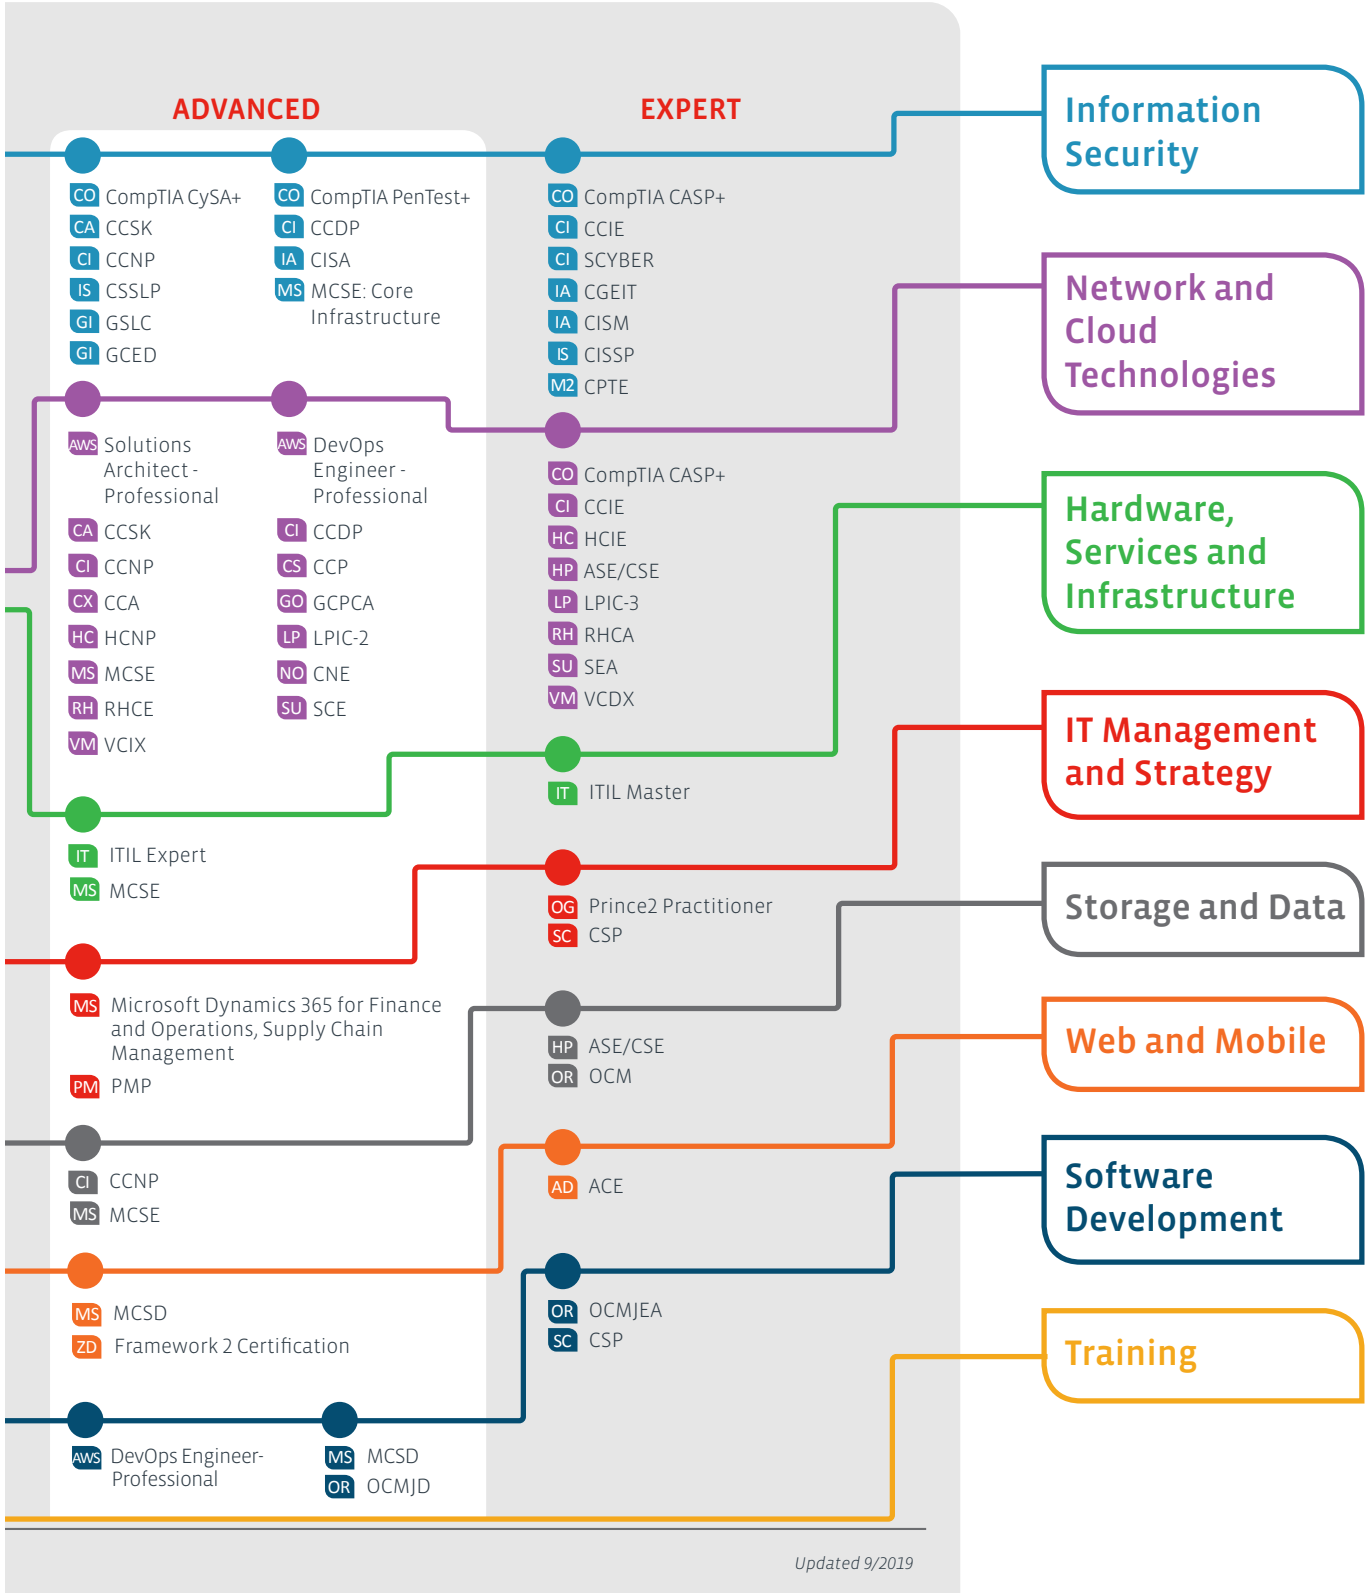 ADVANCED
EXPERT
CO CompTIA CySA+
CA CCSK
CI CCNP
IS CSSLP
GI GSLC
GI GCED
CO CompTIA PenTest+
CI CCDP
IA CISA
MS MCSE: Core
Infrastructure
CO CompTIA CASP+
CI CCIE
CI SCYBER
IA CGEIT
IA CISM
IS CISSP
M2 CPTE
Information
Security
AWS Solutions
Architect -
Professional
CA CCSK
CI CCNP
CX CCA
HC HCNP
MS MCSE
RH RHCE
VM VCIX
AWS DevOps
Engineer -
Professional
CI CCDP
CS CCP
GO GCPCA
LP LPIC-2
NO CNE
SU SCE
CO CompTIA CASP+
CI CCIE
HC HCIE
HP ASE/CSE
LP LPIC-3
RH RHCA
SU SEA
VM VCDX
Network and
Cloud
Technologies
IT ITIL Expert
MS MCSE
IT ITIL Master
Hardware,
Services and
Infrastructure
MS Microsoft Dynamics 365 for Finance
and Operations, Supply Chain
Management
PM PMP
OG Prince2 Practitioner
SC CSP
IT Management
and Strategy
CI CCNP
MS MCSE
HP ASE/CSE
OR OCM
Storage and Data
MS MCSD
ZD Framework 2 Certification
AD ACE
Web and Mobile
AWS DevOps Engineer-
Professional
MS MCSD
OR OCMJD
OR OCMJEA
SC CSP
Software
Development
Training
Updated 9/2019